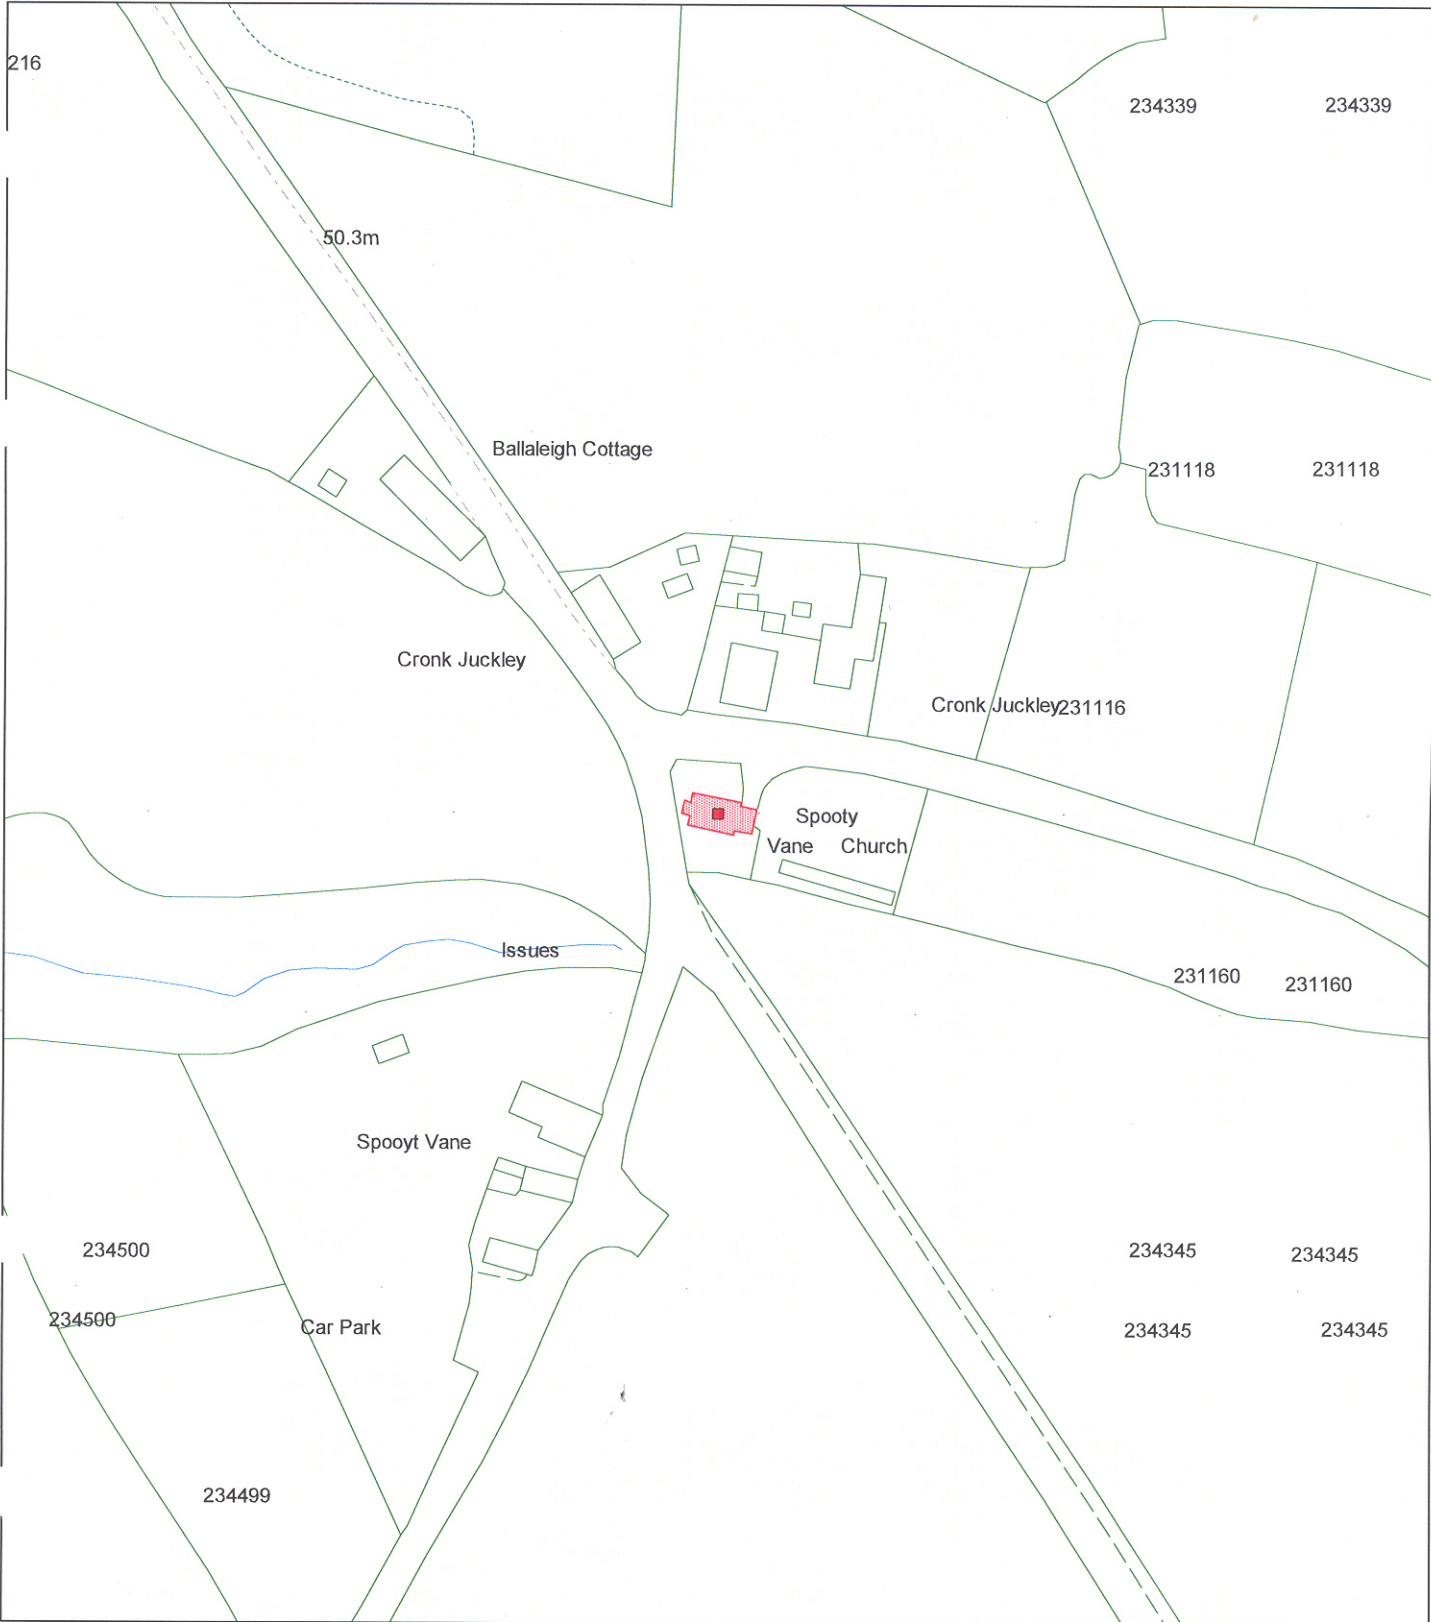 216
234339 234339
50.3m
Ballaleigh Cottage
231118 231118
Cronk Juckley
Cronk Juckley 231116
Spooty
Vane Church
Issues
231160 231160
Spooyt Vane
234500
234345 234345
234500
Car Park
234345 234345
234499